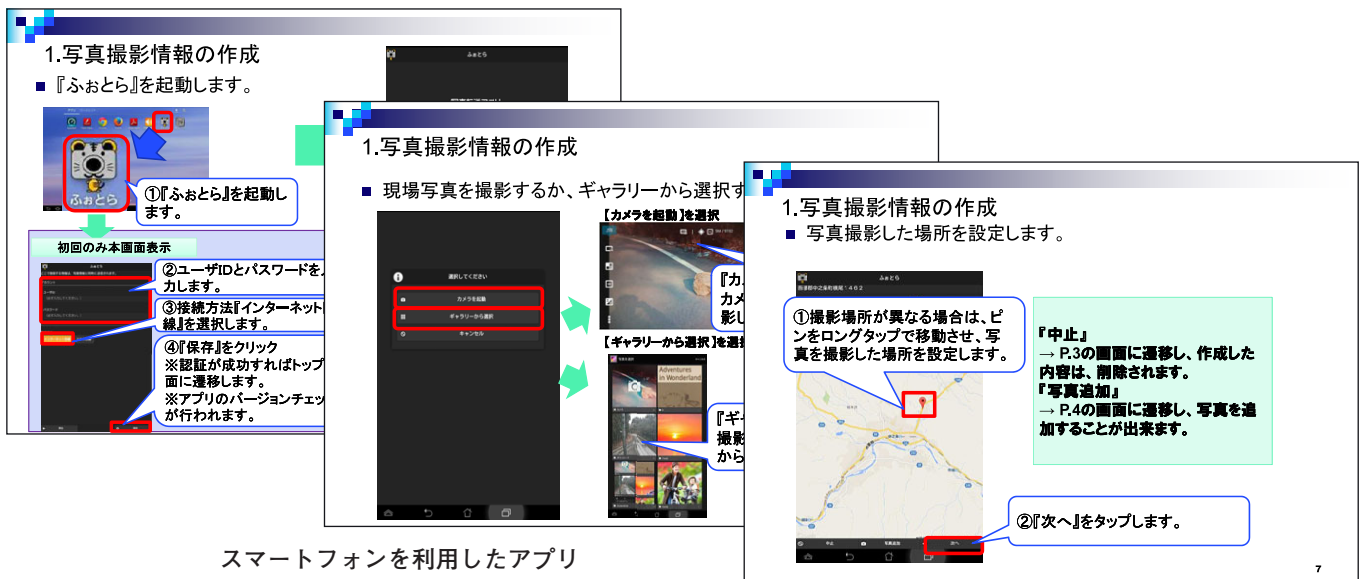 1.写真撮影情報の作成
■ 『ふぉとら』を起動します。
ふぉとら
ふぉとら
①『ふぉとら』を起動し
ます。
初回のみ本画面表示
②ユーザIDとパスワードを
力します。
③接続方法『インターネット
線』を選択します。
④『保存』をクリック
※認証が成功すればトップ
面に遷移します。
※アプリのバージョンチェッ
が行われます。
1.写真撮影情報の作成
■ 現場写真を撮影するか、ギャラリーから選択す
選択してください
カメラを起動
ギャラリーから選択
キャンセル
【カメラを起動】を選択
『カ
カメ
影し
【ギャラリーから選択】を選
Adventures
in Wonderland
『ギ
撮影
から
1.写真撮影情報の作成
■ 写真撮影した場所を設定します。
ふぉとら
①撮影場所が異なる場合は、ピ
ンをロングタップで移動させ、写
真を撮影した場所を設定します。
『中止』
→ P.3の画面に遷移し、作成した
内容は、削除されます。
『写真追加』
→ P.4の画面に遷移し、写真を追
加することが出来ます。
中止
写真追加
次へ
②『次へ』をタップします。
7
スマートフォンを利用したアプリ